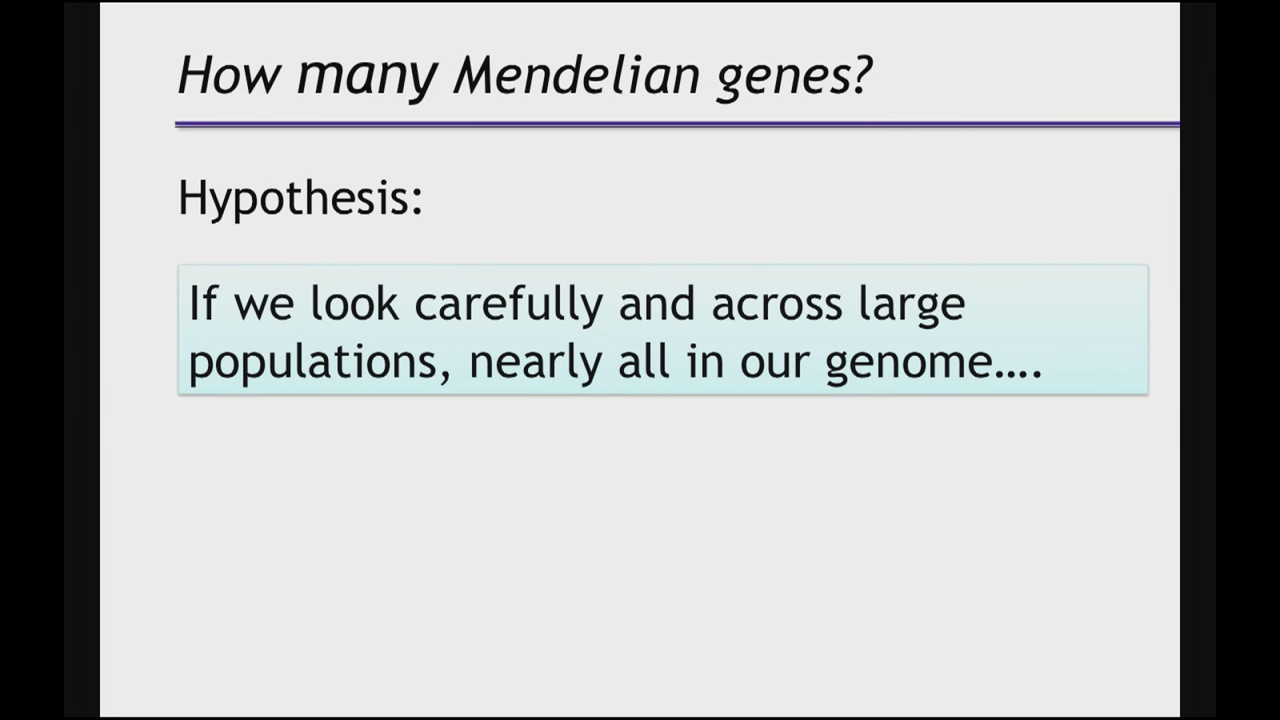 How many Mendelian genes?
Hypothesis:
If we look carefully and across large
populations, nearly all in our genome….